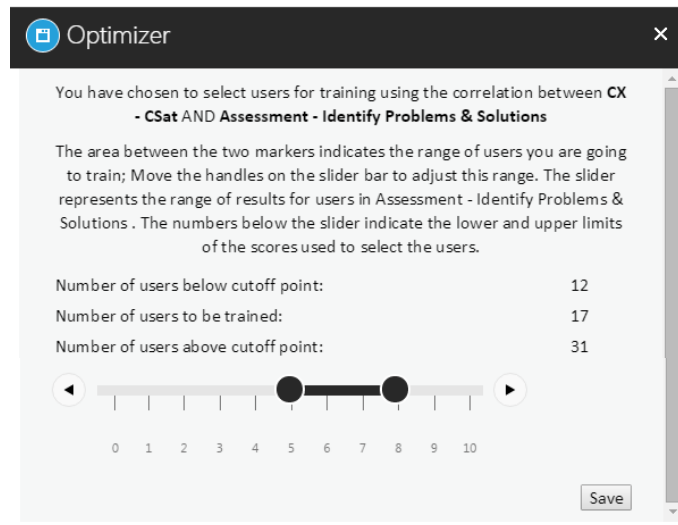 Optimizer
You have chosen to select users for training using the correlation between CX
- CSat AND Assessment - Identify Problems & Solutions
The area between the two markers indicates the range of users you are going
to train; Move the handles on the slider bar to adjust this range. The slider
represents the range of results for users in Assessment - Identify Problems &
Solutions . The numbers below the slider indicate the lower and upper limits
of the scores used to select the users.
Number of users below cutoff point: 12
Number of users to be trained: 17
Number of users above cutoff point: 31
0 1 2 3 4 5 6 7 8 9 10
Save